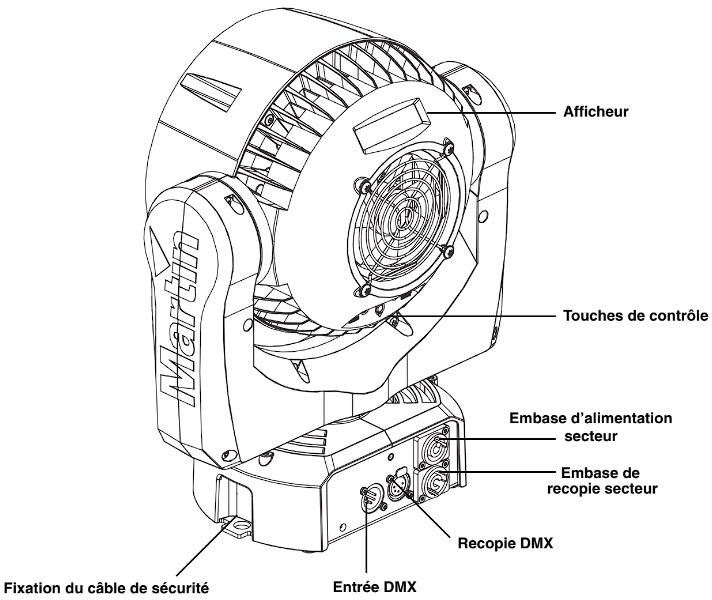 Afficheur
Martin
Touches de contrôle
Embase d'alimentation
secteur
Embase de
recopie secteur
Recopie DMX
Entrée DMX
Fixation du câble de sécurité